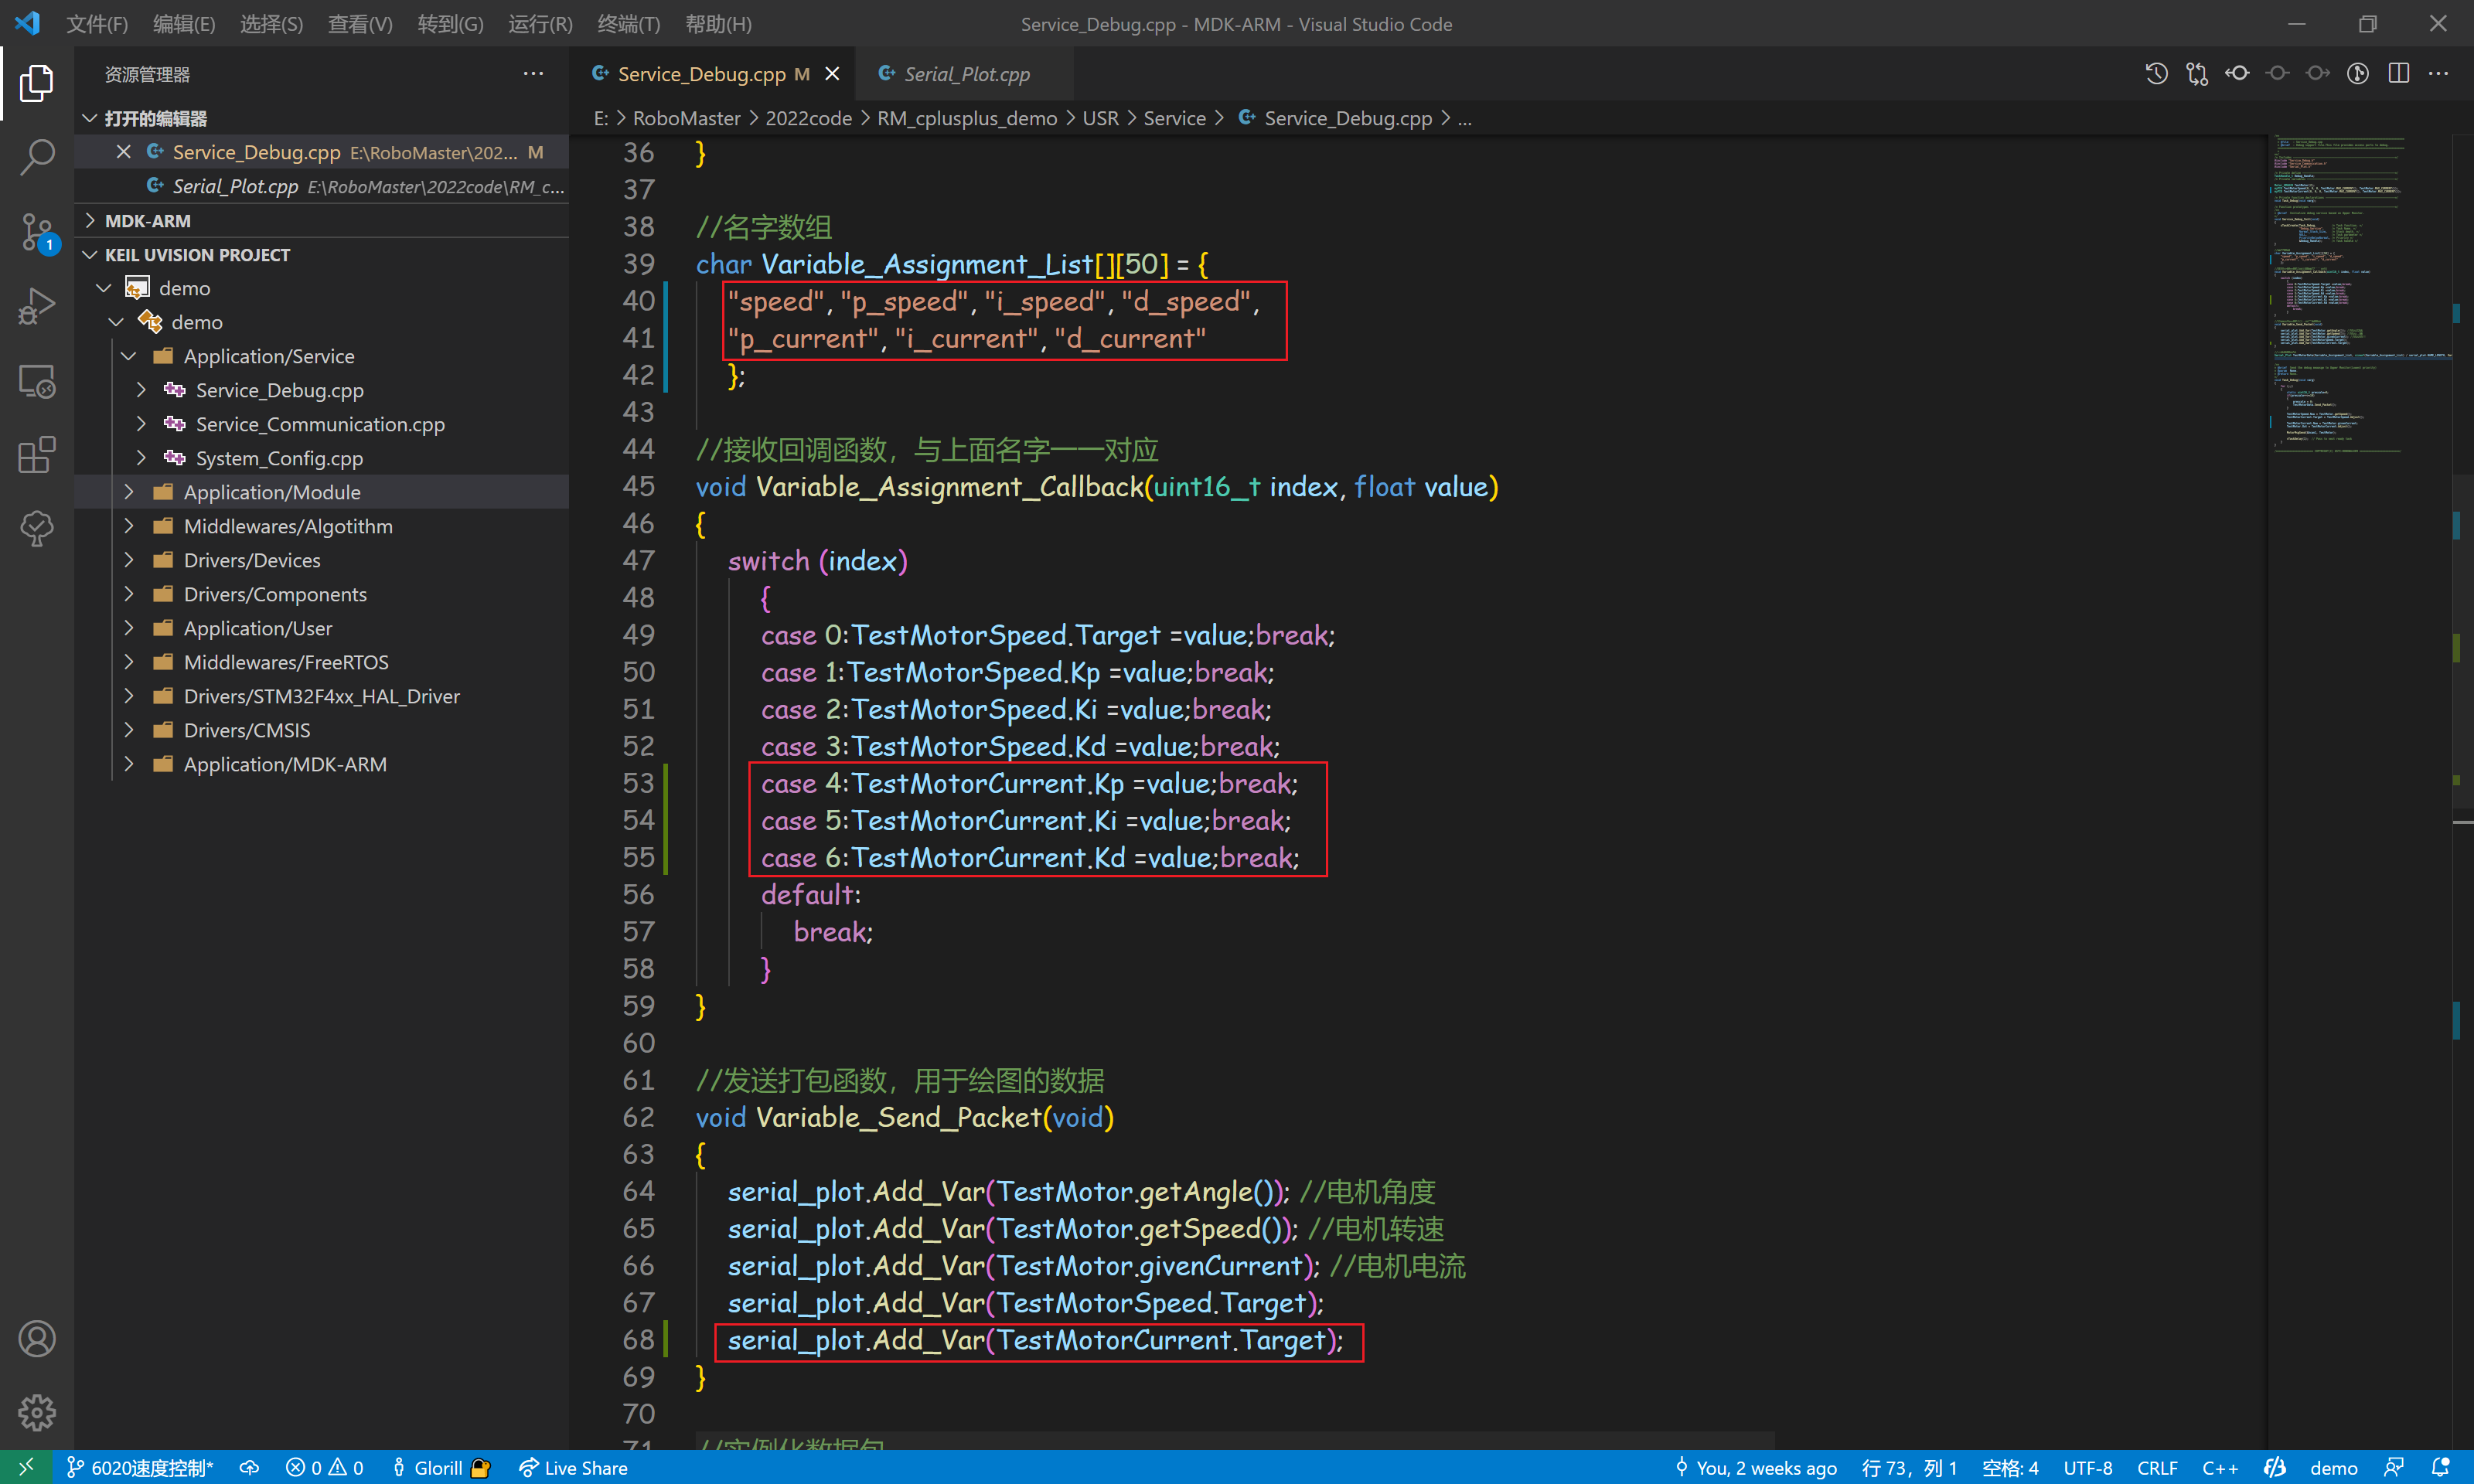 文件(F) 编辑(E) 选择(S) 查看(V) 转到(G) 运行(R) 终端(T) 帮助(H) Service_Debug.cpp - MDK-ARM - Visual Studio Code
资源管理器
Service_Debug.cpp M
Serial_Plot.cpp
打开的编辑器
Service_Debug.cpp E:\RoboMaster\202... M
Serial_Plot.cpp E:\RoboMaster\2022code\RM_c...
MDK-ARM
KEIL UVISION PROJECT
demo
demo
Application/Service
Service_Debug.cpp
Service_Communication.cpp
System_Config.cpp
Application/Module
Middlewares/Algotithm
Drivers/Devices
Drivers/Components
Application/User
Middlewares/FreeRTOS
Drivers/STM32F4xx_HAL_Driver
Drivers/CMSIS
Application/MDK-ARM
1
E: > RoboMaster > 2022code > RM_cplusplus_demo > USR > Service > Service_Debug.cpp > ...
36 }
37
38 //名字数组
39 char Variable_Assignment_List[][50] = {
40 "speed", "p_speed", "i_speed", "d_speed",
41 "p_current", "i_current", "d_current"
42 };
43
44 //接收回调函数，与上面名字一一对应
45 void Variable_Assignment_Callback(uint16_t index, float value)
46 {
47 switch (index)
48 {
49 case 0:TestMotorSpeed.Target =value;break;
50 case 1:TestMotorSpeed.Kp =value;break;
51 case 2:TestMotorSpeed.Ki =value;break;
52 case 3:TestMotorSpeed.Kd =value;break;
53 case 4:TestMotorCurrent.Kp =value;break;
54 case 5:TestMotorCurrent.Ki =value;break;
55 case 6:TestMotorCurrent.Kd =value;break;
56 default:
57 break;
58 }
59 }
60
61 //发送打包函数，用于绘图的数据
62 void Variable_Send_Packet(void)
63 {
64 serial_plot.Add_Var(TestMotor.getAngle()); //电机角度
65 serial_plot.Add_Var(TestMotor.getSpeed()); //电机转速
66 serial_plot.Add_Var(TestMotor.givenCurrent); //电机电流
67 serial_plot.Add_Var(TestMotorSpeed.Target);
68 serial_plot.Add_Var(TestMotorCurrent.Target);
69 }
70
71 //实例化数据包
6020速度控制* 0 0 Glorill Live Share You, 2 weeks ago 行 73，列 1 空格: 4 UTF-8 CRLF C++ demo